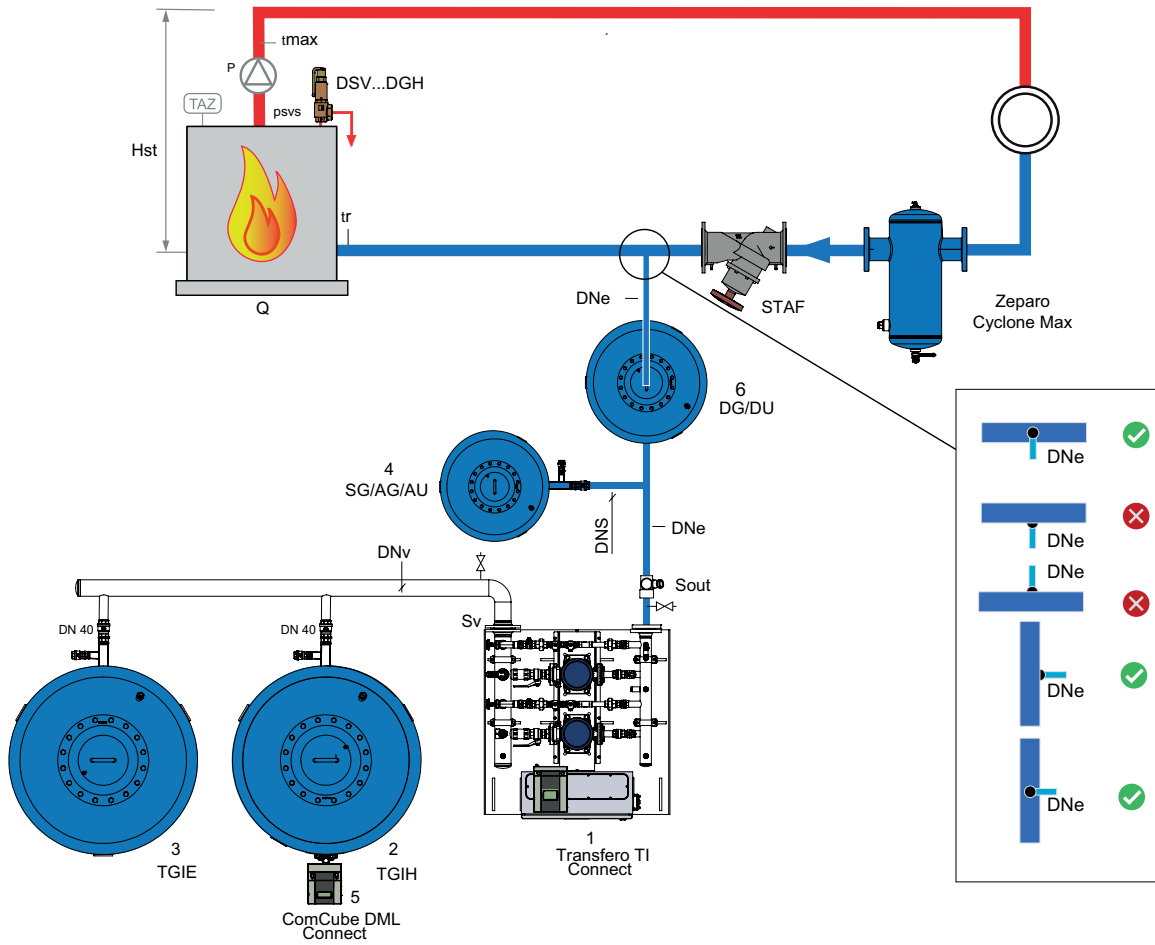 tmax
P
DSV...DGH
TAZ
psvs
Hst
tr
Q
DNe
STAF
Zeparo
Cyclone Max
6
DG/DU
4
SG/AG/AU
DNS
DNe
DNv
Sout
Sv
DN 40
DN 40
DNe
DNe
DNe
DNe
DNe
3
TGIE
2
TGIH
5
ComCube DML
Connect
1
Transfero TI
Connect